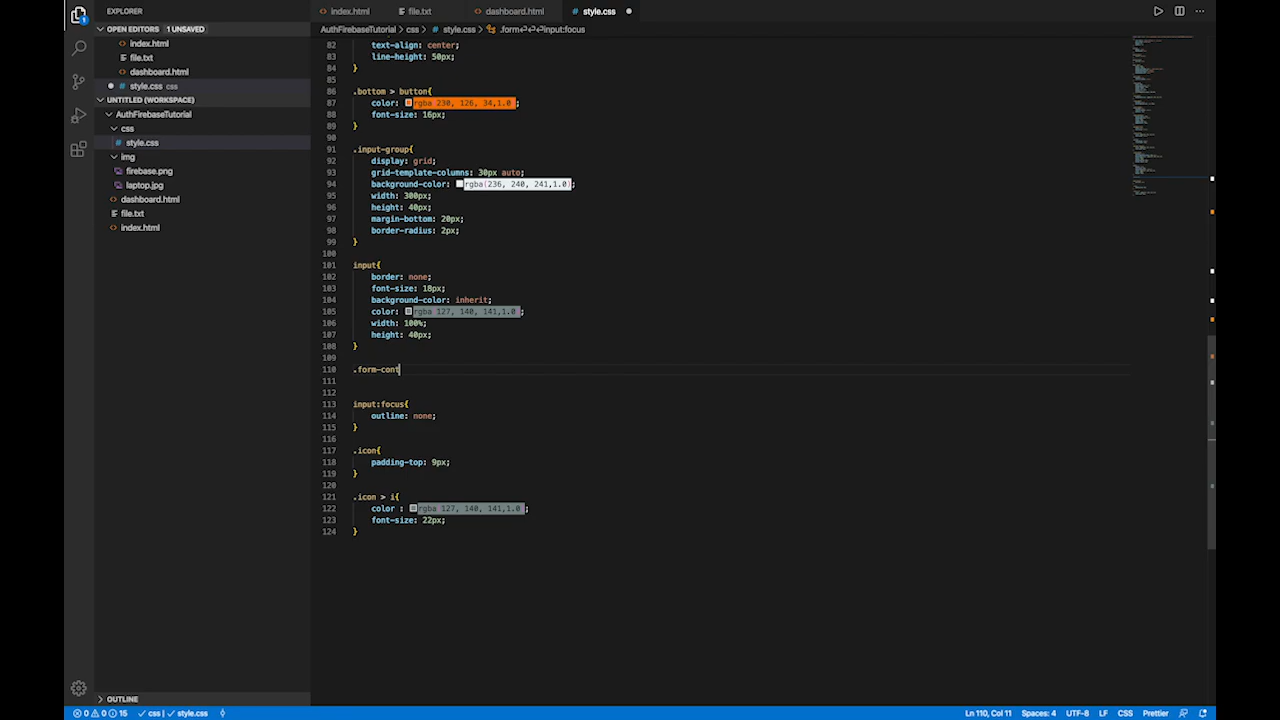 EXPLORER
index.html
file.txt
dashboard.html
style.css
OPEN EDITORS 1 UNSAVED
AuthFirebaseTutorial › css › style.css › .form↵↵↵input:focus
index.html
file.txt
dashboard.html
style.css css
UNTITLED (WORKSPACE)
AuthFirebaseTutorial
css
style.css
img
firebase.png
laptop.jpg
dashboard.html
file.txt
index.html
82 text-align: center;
83 line-height: 50px;
84 }
85
86 .bottom > button{
87 color: rgba 230, 126, 34,1.0 ;
88 font-size: 16px;
89 }
90
91 .input-group{
92 display: grid;
93 grid-template-columns: 30px auto;
94 background-color: rgba(236, 240, 241,1.0);
95 width: 300px;
96 height: 40px;
97 margin-bottom: 20px;
98 border-radius: 2px;
99 }
100
101 input{
102 border: none;
103 font-size: 18px;
104 background-color: inherit;
105 color: rgba 127, 140, 141,1.0 ;
106 width: 100%;
107 height: 40px;
108 }
109
110 .form-cont
111
112
113 input:focus{
114 outline: none;
115 }
116
117 .icon{
118 padding-top: 9px;
119 }
120
121 .icon > i{
122 color : rgba 127, 140, 141,1.0 ;
123 font-size: 22px;
124 }
OUTLINE
0 0 15 css | style.css
Ln 110, Col 11 Spaces: 4 UTF-8 LF CSS Prettier